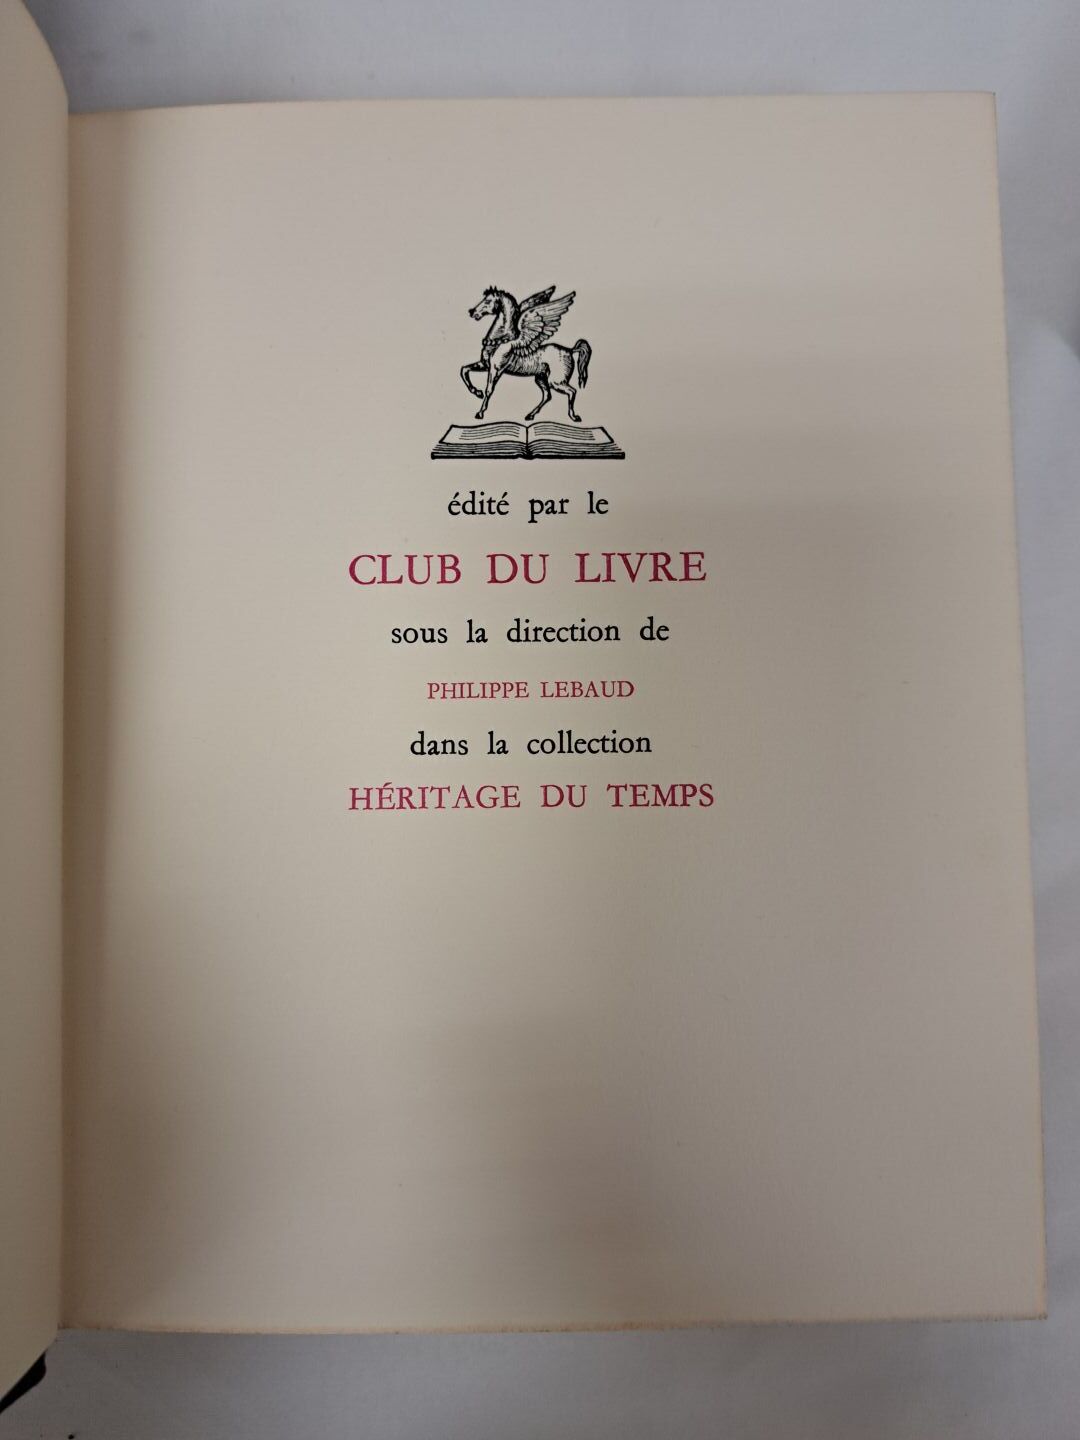 édité par le
CLUB DU LIVRE
sous la direction de
PHILIPPE LEBAUD
dans la collection
HÉRITAGE DU TEMPS